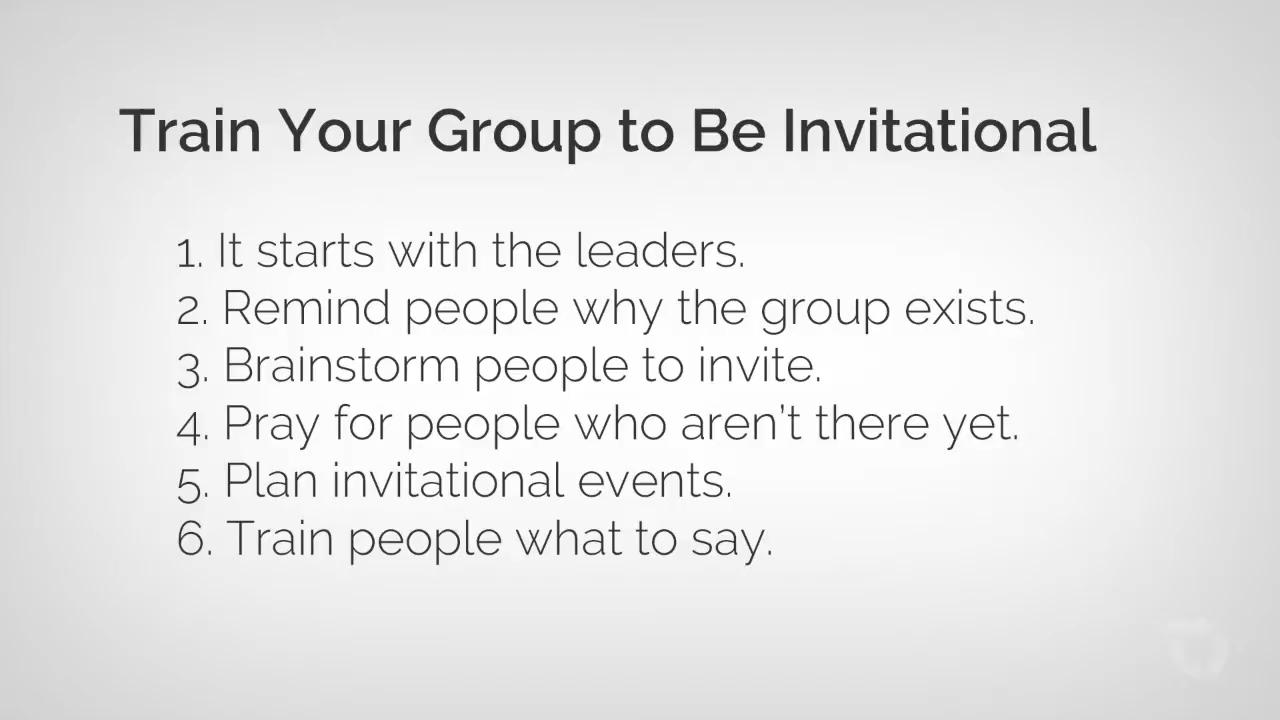 Train Your Group to Be Invitational
1. It starts with the leaders.
2. Remind people why the group exists.
3. Brainstorm people to invite.
4. Pray for people who aren’t there yet.
5. Plan invitational events.
6. Train people what to say.